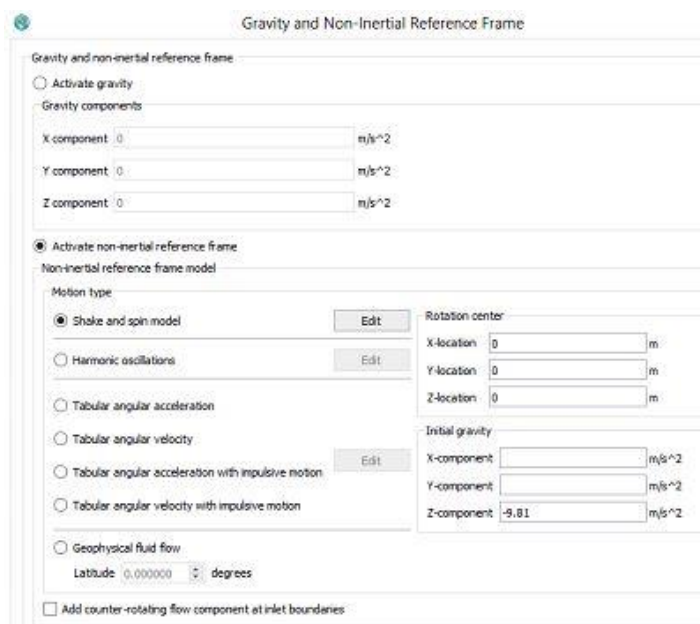 Gravity and Non-Inertial Reference Frame
Gravity and non-inertial reference frame
Activate gravity
Gravity components
X component 0 m/s^2
Y component 0 m/s^2
Z component 0 m/s^2
Activate non-inertial reference frame
Non-inertial reference frame model
Motion type
Shake and spin model Edit
Harmonic oscillations Edit
Tabular angular acceleration
Tabular angular velocity
Tabular angular acceleration with impulsive motion
Edit
Tabular angular velocity with impulsive motion
Geophysical fluid flow
Latitude 0.000000 degrees
Rotation center
X-location 0 m
Y-location 0 m
Z-location 0 m
Initial gravity
X-component m/s^2
Y-component m/s^2
Z-component -9.81 m/s^2
Add counter-rotating flow component at inlet boundaries